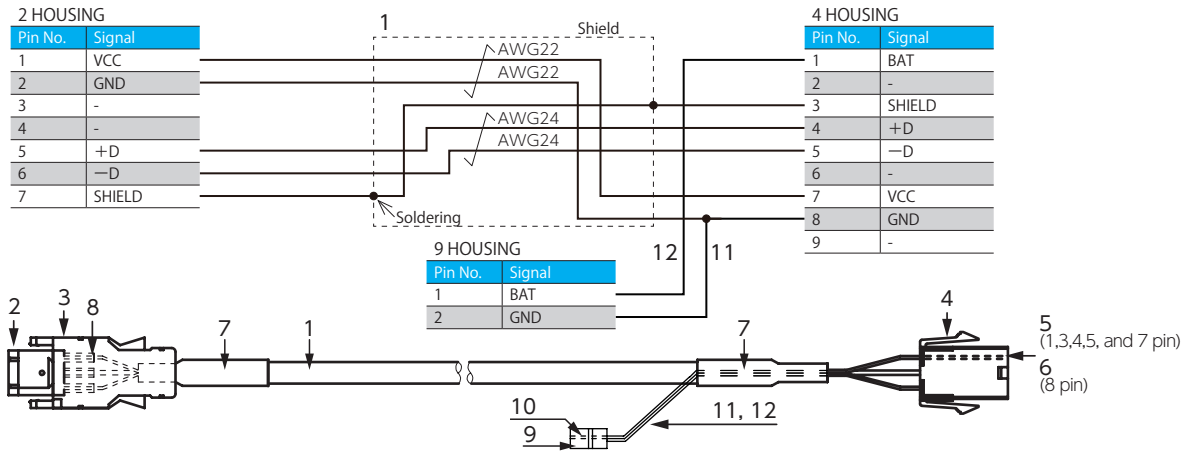 2 HOUSING
Pin No. Signal
1 VCC
2 GND
3 -
4 -
5 +D
6 —D
7 SHIELD
1
Shield
AWG22
AWG22
AWG24
AWG24
Soldering
4 HOUSING
Pin No. Signal
1 BAT
2 -
3 SHIELD
4 +D
5 —D
6 -
7 VCC
8 GND
9 -
12 11
9 HOUSING
Pin No. Signal
1 BAT
2 GND
2 3 8 7 1 7 4
5
(1,3,4,5, and 7 pin)
6
(8 pin)
10
9
11, 12